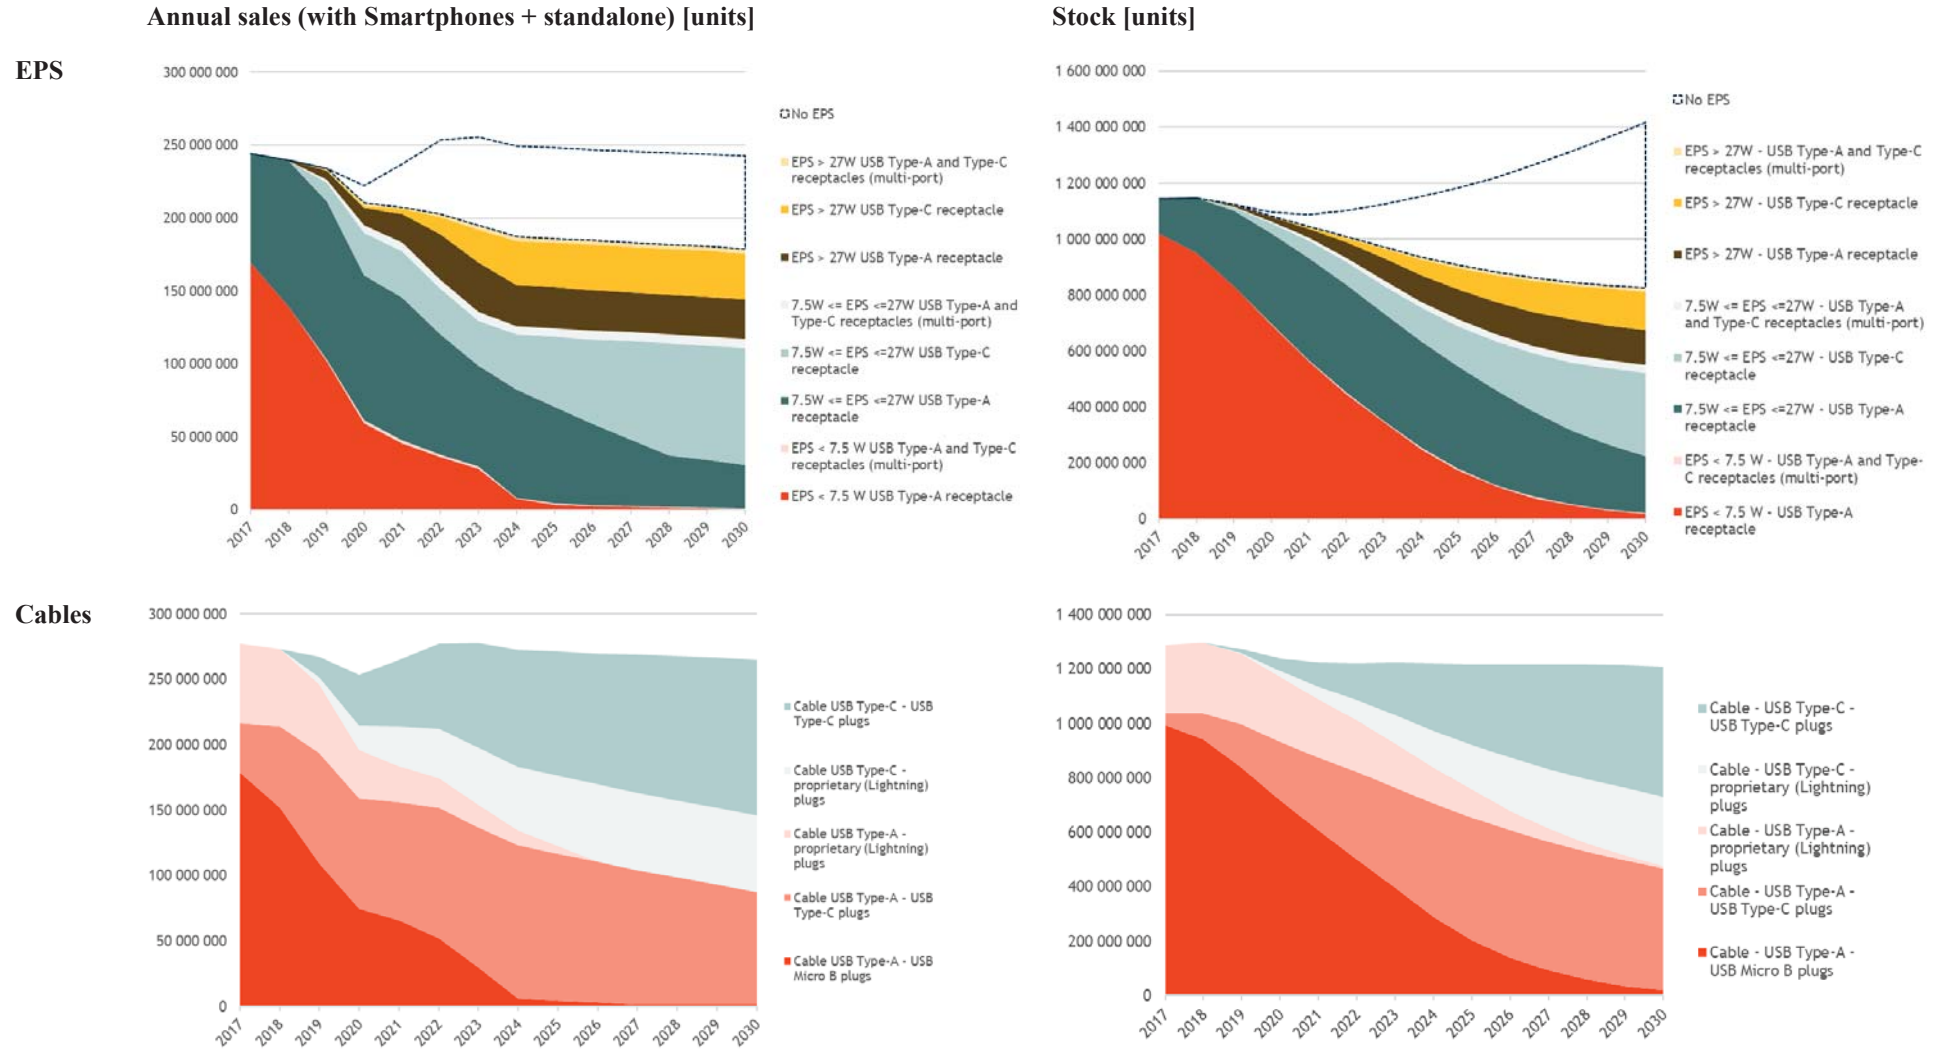 Annual sales (with Smartphones + standalone) [units]
Stock [units]
EPS
300 000 000
250 000 000
200 000 000
150 000 000
100 000 000
50 000 000
0
2017
2018
2019
2020
2021
2022
2023
2024
2025
2026
2027
2028
2029
2030
No EPS
EPS > 27W USB Type-A and Type-C
receptacles (multi-port)
EPS > 27W USB Type-C receptacle
EPS > 27W USB Type-A receptacle
7.5W <= EPS <=27W USB Type-A and
Type-C receptacles (multi-port)
7.5W <= EPS <=27W USB Type-C
receptacle
7.5W <= EPS <=27W USB Type-A
receptacle
EPS < 7.5 W USB Type-A and Type-C
receptacles (multi-port)
EPS < 7.5 W USB Type-A receptacle
1 600 000 000
1 400 000 000
1 200 000 000
1 000 000 000
800 000 000
600 000 000
400 000 000
200 000 000
0
2017
2018
2019
2020
2021
2022
2023
2024
2025
2026
2027
2028
2029
2030
No EPS
EPS > 27W - USB Type-A and Type-C
receptacles (multi-port)
EPS > 27W - USB Type-C receptacle
EPS > 27W - USB Type-A receptacle
7.5W <= EPS <=27W - USB Type-A
and Type-C receptacles (multi-port)
7.5W <= EPS <=27W - USB Type-C
receptacle
7.5W <= EPS <=27W - USB Type-A
receptacle
EPS < 7.5 W - USB Type-A and Type-
C receptacles (multi-port)
EPS < 7.5 W - USB Type-A
receptacle
Cables
300 000 000
250 000 000
200 000 000
150 000 000
100 000 000
50 000 000
0
2017
2018
2019
2020
2021
2022
2023
2024
2025
2026
2027
2028
2029
2030
Cable USB Type-C - USB
Type-C plugs
Cable USB Type-C -
proprietary (Lightning)
plugs
Cable USB Type-A -
proprietary (Lightning)
plugs
Cable USB Type-A - USB
Type-C plugs
Cable USB Type-A - USB
Micro B plugs
1 400 000 000
1 200 000 000
1 000 000 000
800 000 000
600 000 000
400 000 000
200 000 000
0
2017
2018
2019
2020
2021
2022
2023
2024
2025
2026
2027
2028
2029
2030
Cable - USB Type-C -
USB Type-C plugs
Cable - USB Type-C -
proprietary (Lightning)
plugs
Cable - USB Type-A -
proprietary (Lightning)
plugs
Cable - USB Type-A -
USB Type-C plugs
Cable - USB Type-A -
USB Micro B plugs